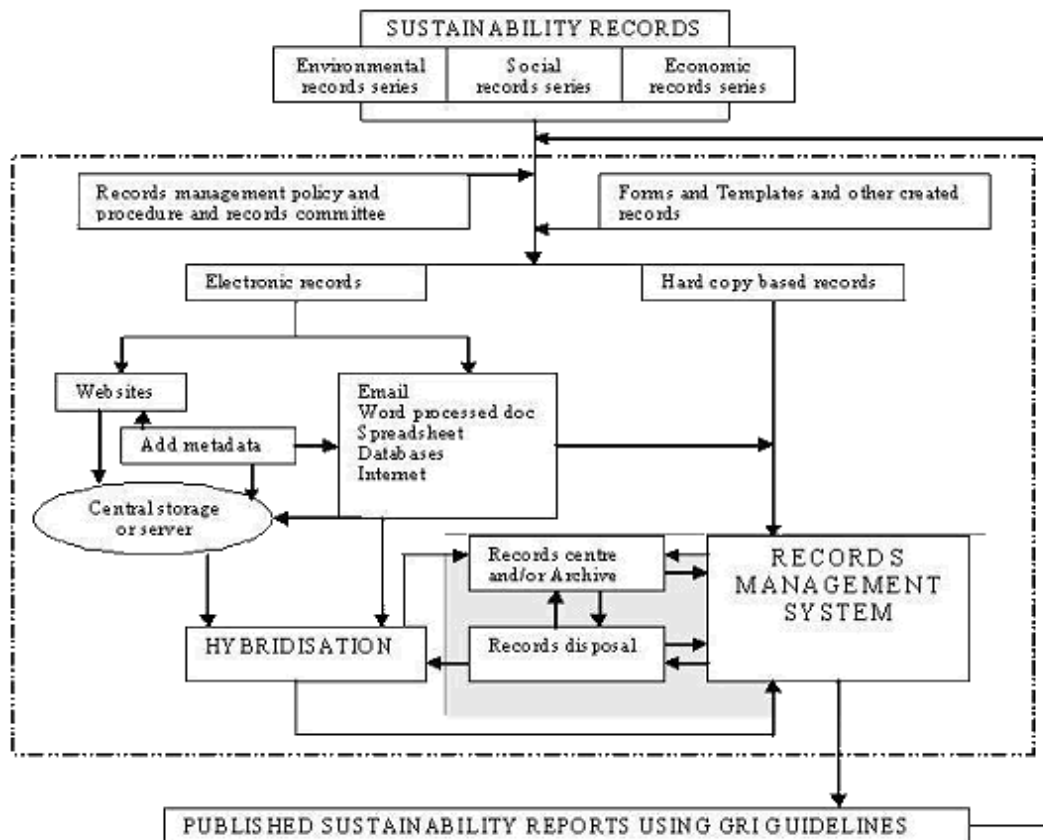 SUSTAINABILITY RECORDS
Environmental
records series
Social
records series
Economic
records series
Records management policy and
procedure and records committee
Forms and Templates and other created
records
Electronic records
Hard copy based records
Websites
Email
Word processed doc
Spreadsheet
Databases
Internet
Add metadata
Central storage
or server
Records centre
and/or Archive
RECORDS
MANAGEMENT
SYSTEM
HYBRIDISATION
Records disposal
PUBLISHED SUSTAINABILITY REPORTS USING GRI GUIDELINES